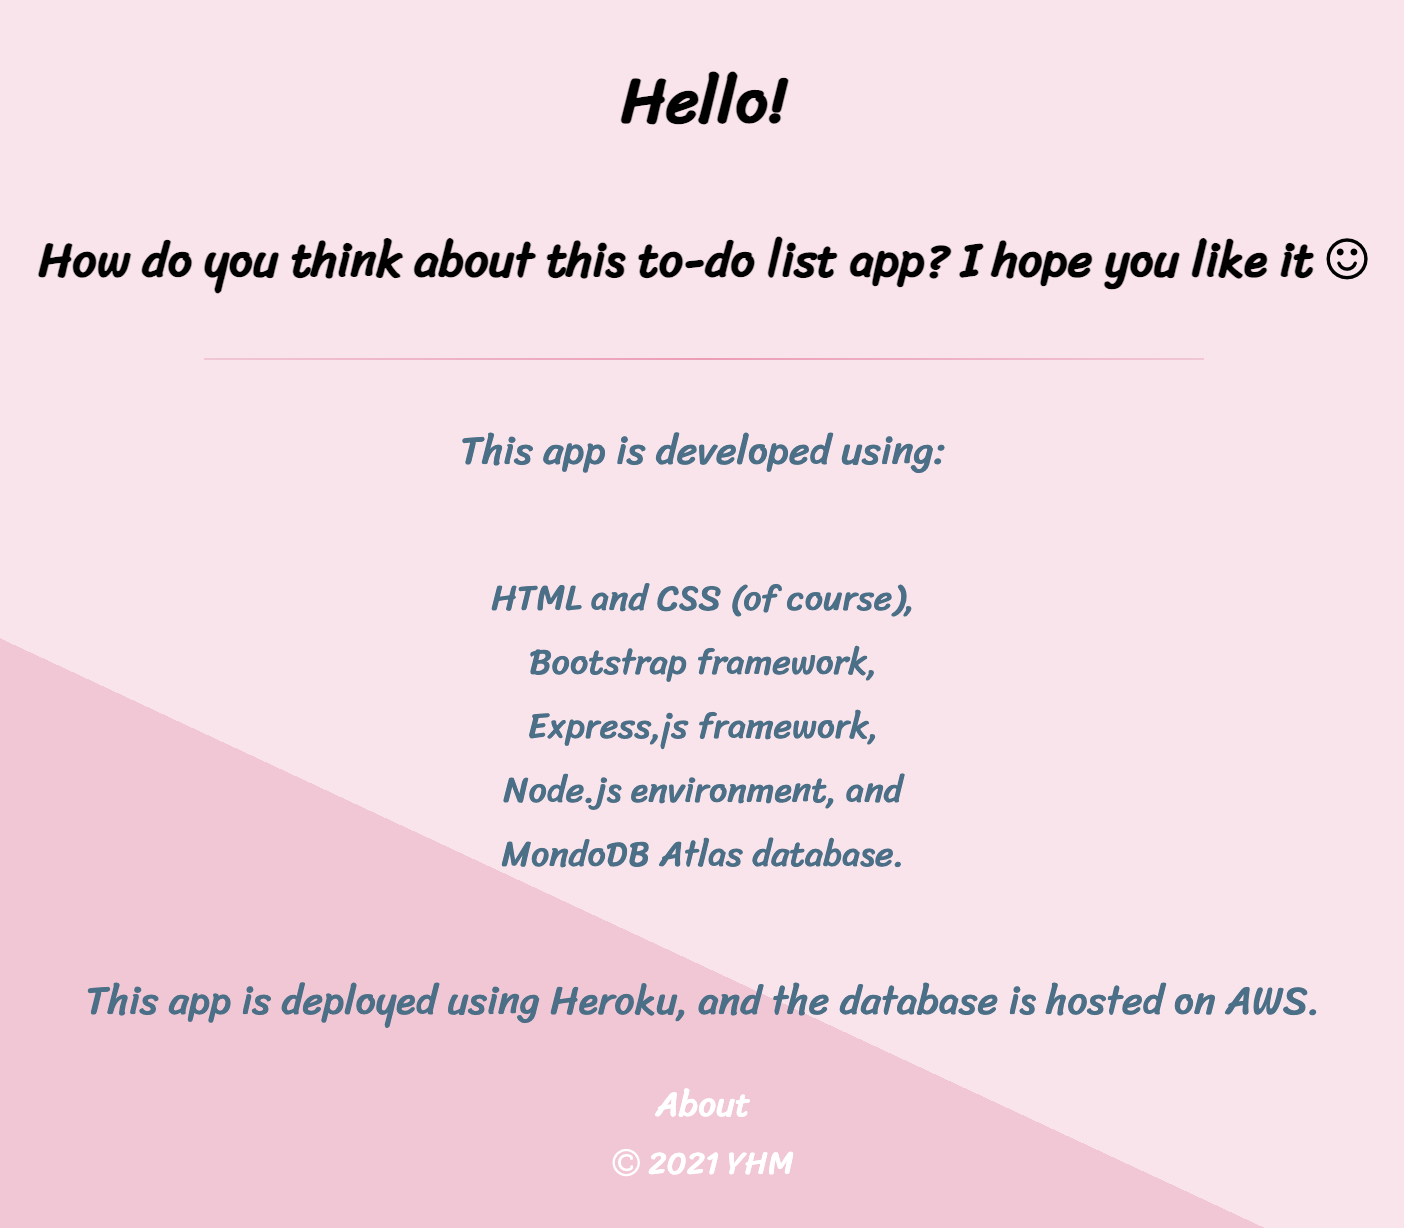 Hello!
How do you think about this to-do list app? I hope you like it ☺
This app is developed using:
HTML and CSS (of course),
Bootstrap framework,
Express,js framework,
Node.js environment, and
MondoDB Atlas database.
This app is deployed using Heroku, and the database is hosted on AWS.
About
© 2021 YHM